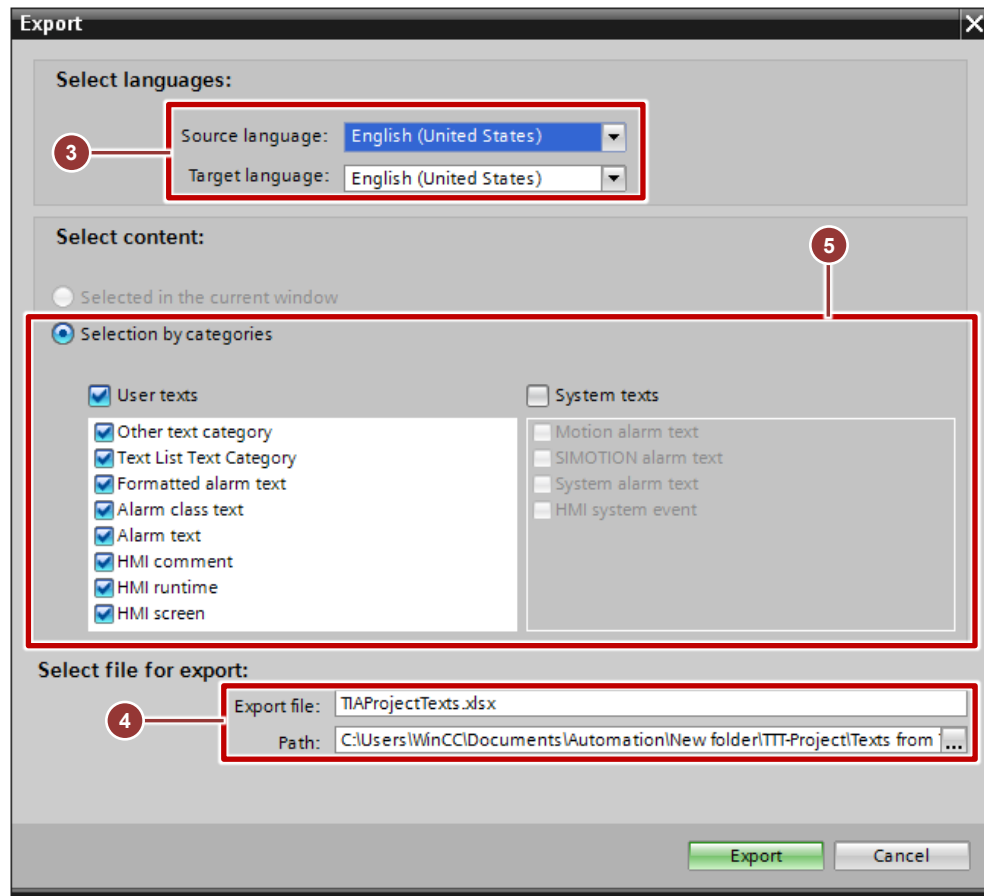 Export
Select languages:
3
Source language: English (United States)
Target language: English (United States)
Select content:
5
Selected in the current window
Selection by categories
User texts
Other text category
Text List Text Category
Formatted alarm text
Alarm class text
Alarm text
HMI comment
HMI runtime
HMI screen
System texts
Motion alarm text
SIMOTION alarm text
System alarm text
HMI system event
Select file for export:
4
Export file: TIAProjectTexts.xlsx
Path: C:\Users\WinCC\Documents\Automation\New folder\TTT-Project\Texts from ...
Export Cancel